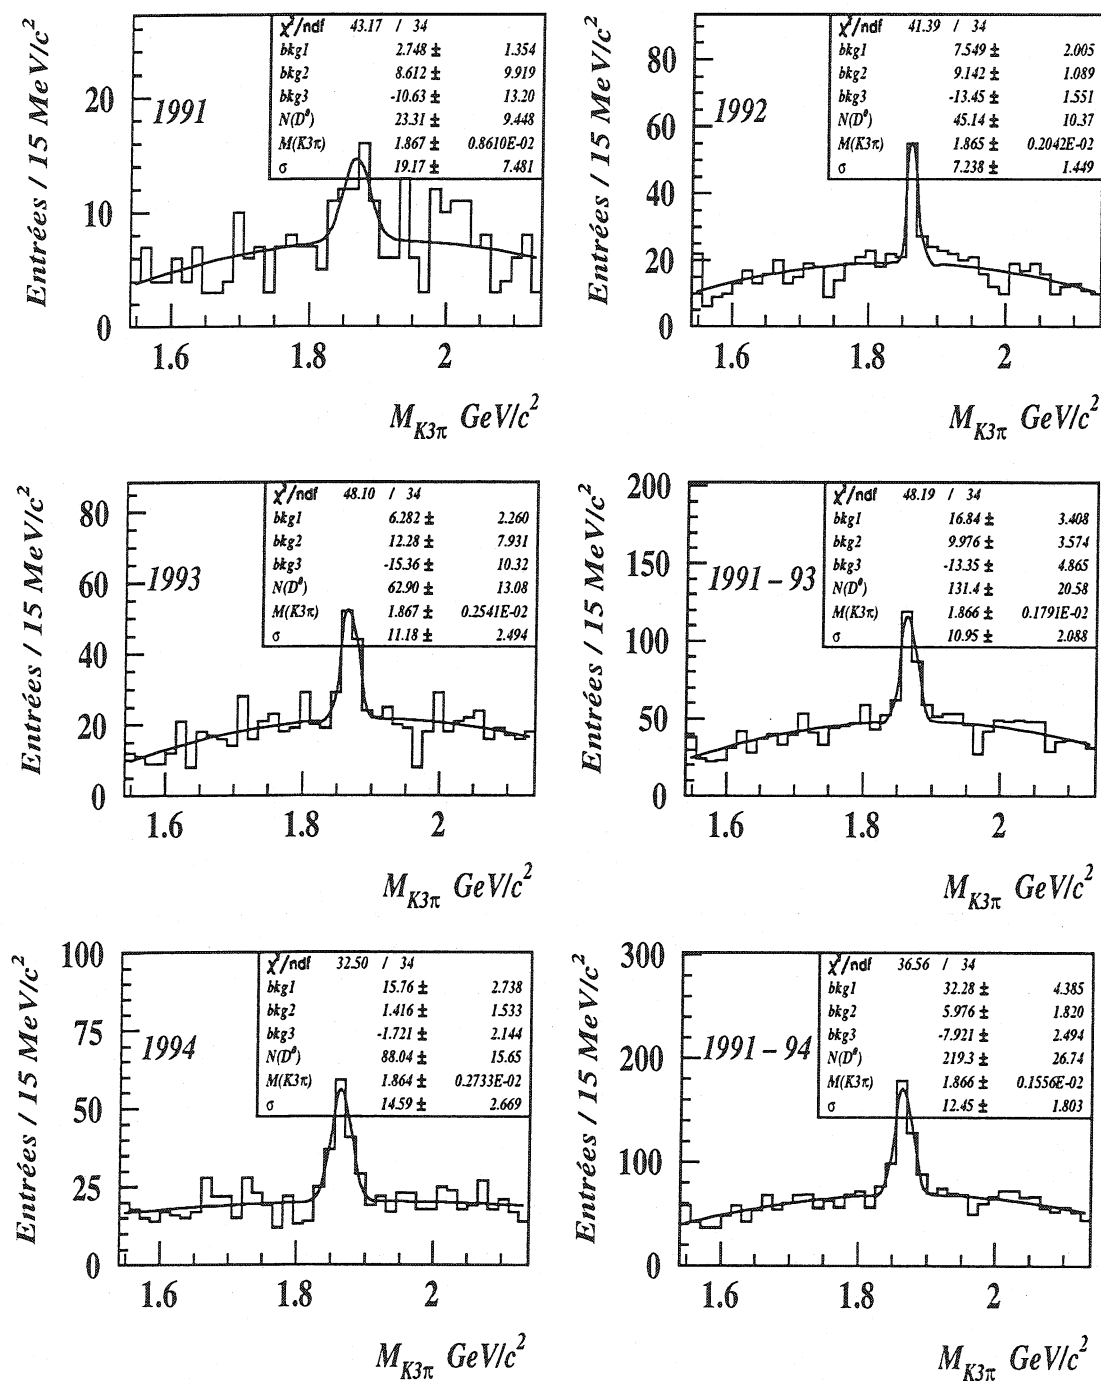 Entrées / 15 MeV/c²
χ²/ndf 43.17 / 34
bkg1 2.748 ± 1.354
bkg2 8.612 ± 9.919
bkg3 -10.63 ± 13.20
N(D⁰) 23.31 ± 9.448
M(K3π) 1.867 ± 0.8610E-02
σ 19.17 ± 7.481
1991
20
10
0
1.6 1.8 2
M_K3π GeV/c²
Entrées / 15 MeV/c²
χ²/ndf 41.39 / 34
bkg1 7.549 ± 2.005
bkg2 9.142 ± 1.089
bkg3 -13.45 ± 1.551
N(D⁰) 45.14 ± 10.37
M(K3π) 1.865 ± 0.2042E-02
σ 7.238 ± 1.449
1992
80
60
40
20
0
1.6 1.8 2
M_K3π GeV/c²
Entrées / 15 MeV/c²
χ²/ndf 48.10 / 34
bkg1 6.282 ± 2.260
bkg2 12.28 ± 7.931
bkg3 -15.36 ± 10.32
N(D⁰) 62.90 ± 13.08
M(K3π) 1.867 ± 0.2541E-02
σ 11.18 ± 2.494
1993
80
60
40
20
0
1.6 1.8 2
M_K3π GeV/c²
Entrées / 15 MeV/c²
χ²/ndf 48.19 / 34
bkg1 16.84 ± 3.408
bkg2 9.976 ± 3.574
bkg3 -13.35 ± 4.865
N(D⁰) 131.4 ± 20.58
M(K3π) 1.866 ± 0.1791E-02
σ 10.95 ± 2.088
1991 – 93
200
150
100
50
0
1.6 1.8 2
M_K3π GeV/c²
Entrées / 15 MeV/c²
χ²/ndf 32.50 / 34
bkg1 15.76 ± 2.738
bkg2 1.416 ± 1.533
bkg3 -1.721 ± 2.144
N(D⁰) 88.04 ± 15.65
M(K3π) 1.864 ± 0.2733E-02
σ 14.59 ± 2.669
1994
100
75
50
25
0
1.6 1.8 2
M_K3π GeV/c²
Entrées / 15 MeV/c²
χ²/ndf 36.56 / 34
bkg1 32.28 ± 4.385
bkg2 5.976 ± 1.820
bkg3 -7.921 ± 2.494
N(D⁰) 219.3 ± 26.74
M(K3π) 1.866 ± 0.1556E-02
σ 12.45 ± 1.803
1991 – 94
300
200
100
0
1.6 1.8 2
M_K3π GeV/c²